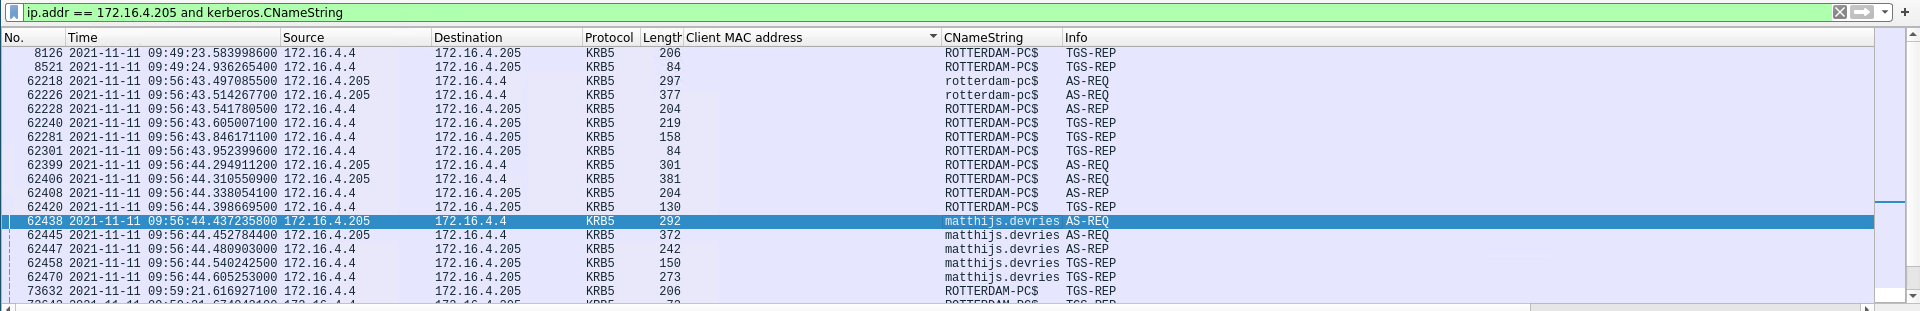 ip.addr == 172.16.4.205 and kerberos.CNameString
No. Time Source Destination Protocol Length Client MAC address CNameString Info
8126 2021-11-11 09:49:23.583998600 172.16.4.4 172.16.4.205 KRB5 206 ROTTERDAM-PC$ TGS-REP
8521 2021-11-11 09:49:24.936265400 172.16.4.4 172.16.4.205 KRB5 84 ROTTERDAM-PC$ TGS-REP
62218 2021-11-11 09:56:43.497085500 172.16.4.205 172.16.4.4 KRB5 297 rotterdam-pc$ AS-REQ
62226 2021-11-11 09:56:43.514267700 172.16.4.205 172.16.4.4 KRB5 377 rotterdam-pc$ AS-REQ
62228 2021-11-11 09:56:43.541780500 172.16.4.4 172.16.4.205 KRB5 204 ROTTERDAM-PC$ AS-REP
62240 2021-11-11 09:56:43.605007100 172.16.4.4 172.16.4.205 KRB5 219 ROTTERDAM-PC$ TGS-REP
62281 2021-11-11 09:56:43.846171100 172.16.4.4 172.16.4.205 KRB5 158 ROTTERDAM-PC$ TGS-REP
62301 2021-11-11 09:56:43.952399600 172.16.4.4 172.16.4.205 KRB5 84 ROTTERDAM-PC$ TGS-REP
62399 2021-11-11 09:56:44.294911200 172.16.4.205 172.16.4.4 KRB5 301 ROTTERDAM-PC$ AS-REQ
62406 2021-11-11 09:56:44.310550900 172.16.4.205 172.16.4.4 KRB5 381 ROTTERDAM-PC$ AS-REQ
62408 2021-11-11 09:56:44.338054100 172.16.4.4 172.16.4.205 KRB5 204 ROTTERDAM-PC$ AS-REP
62420 2021-11-11 09:56:44.398669500 172.16.4.4 172.16.4.205 KRB5 130 ROTTERDAM-PC$ TGS-REP
62438 2021-11-11 09:56:44.437235800 172.16.4.205 172.16.4.4 KRB5 292 matthijs.devries AS-REQ
62445 2021-11-11 09:56:44.452784400 172.16.4.205 172.16.4.4 KRB5 372 matthijs.devries AS-REQ
62447 2021-11-11 09:56:44.480903000 172.16.4.4 172.16.4.205 KRB5 242 matthijs.devries AS-REP
62458 2021-11-11 09:56:44.540242500 172.16.4.4 172.16.4.205 KRB5 150 matthijs.devries TGS-REP
62470 2021-11-11 09:56:44.605253000 172.16.4.4 172.16.4.205 KRB5 273 matthijs.devries TGS-REP
73632 2021-11-11 09:59:21.616927100 172.16.4.4 172.16.4.205 KRB5 206 ROTTERDAM-PC$ TGS-REP